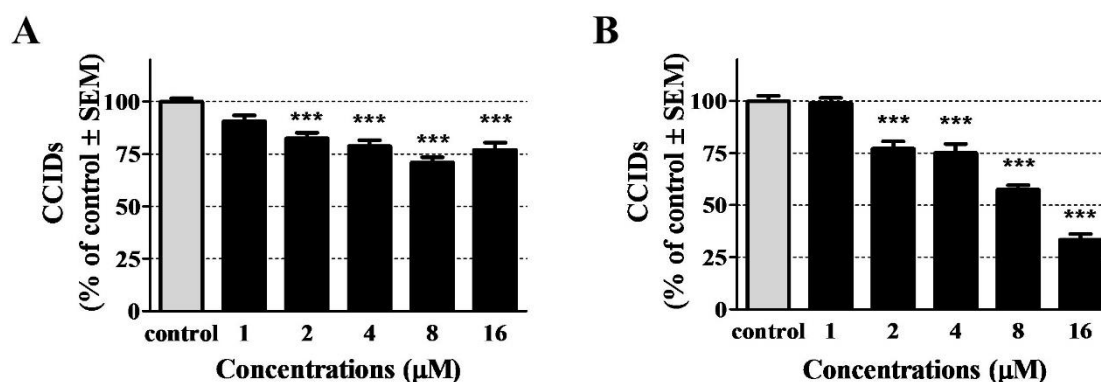 A
CCIDs
(% of control ± SEM)
100
75
50
25
0
***
***
***
***
control 1 2 4 8 16
Concentrations (μM)
B
CCIDs
(% of control ± SEM)
100
75
50
25
0
***
***
***
***
control 1 2 4 8 16
Concentrations (μM)